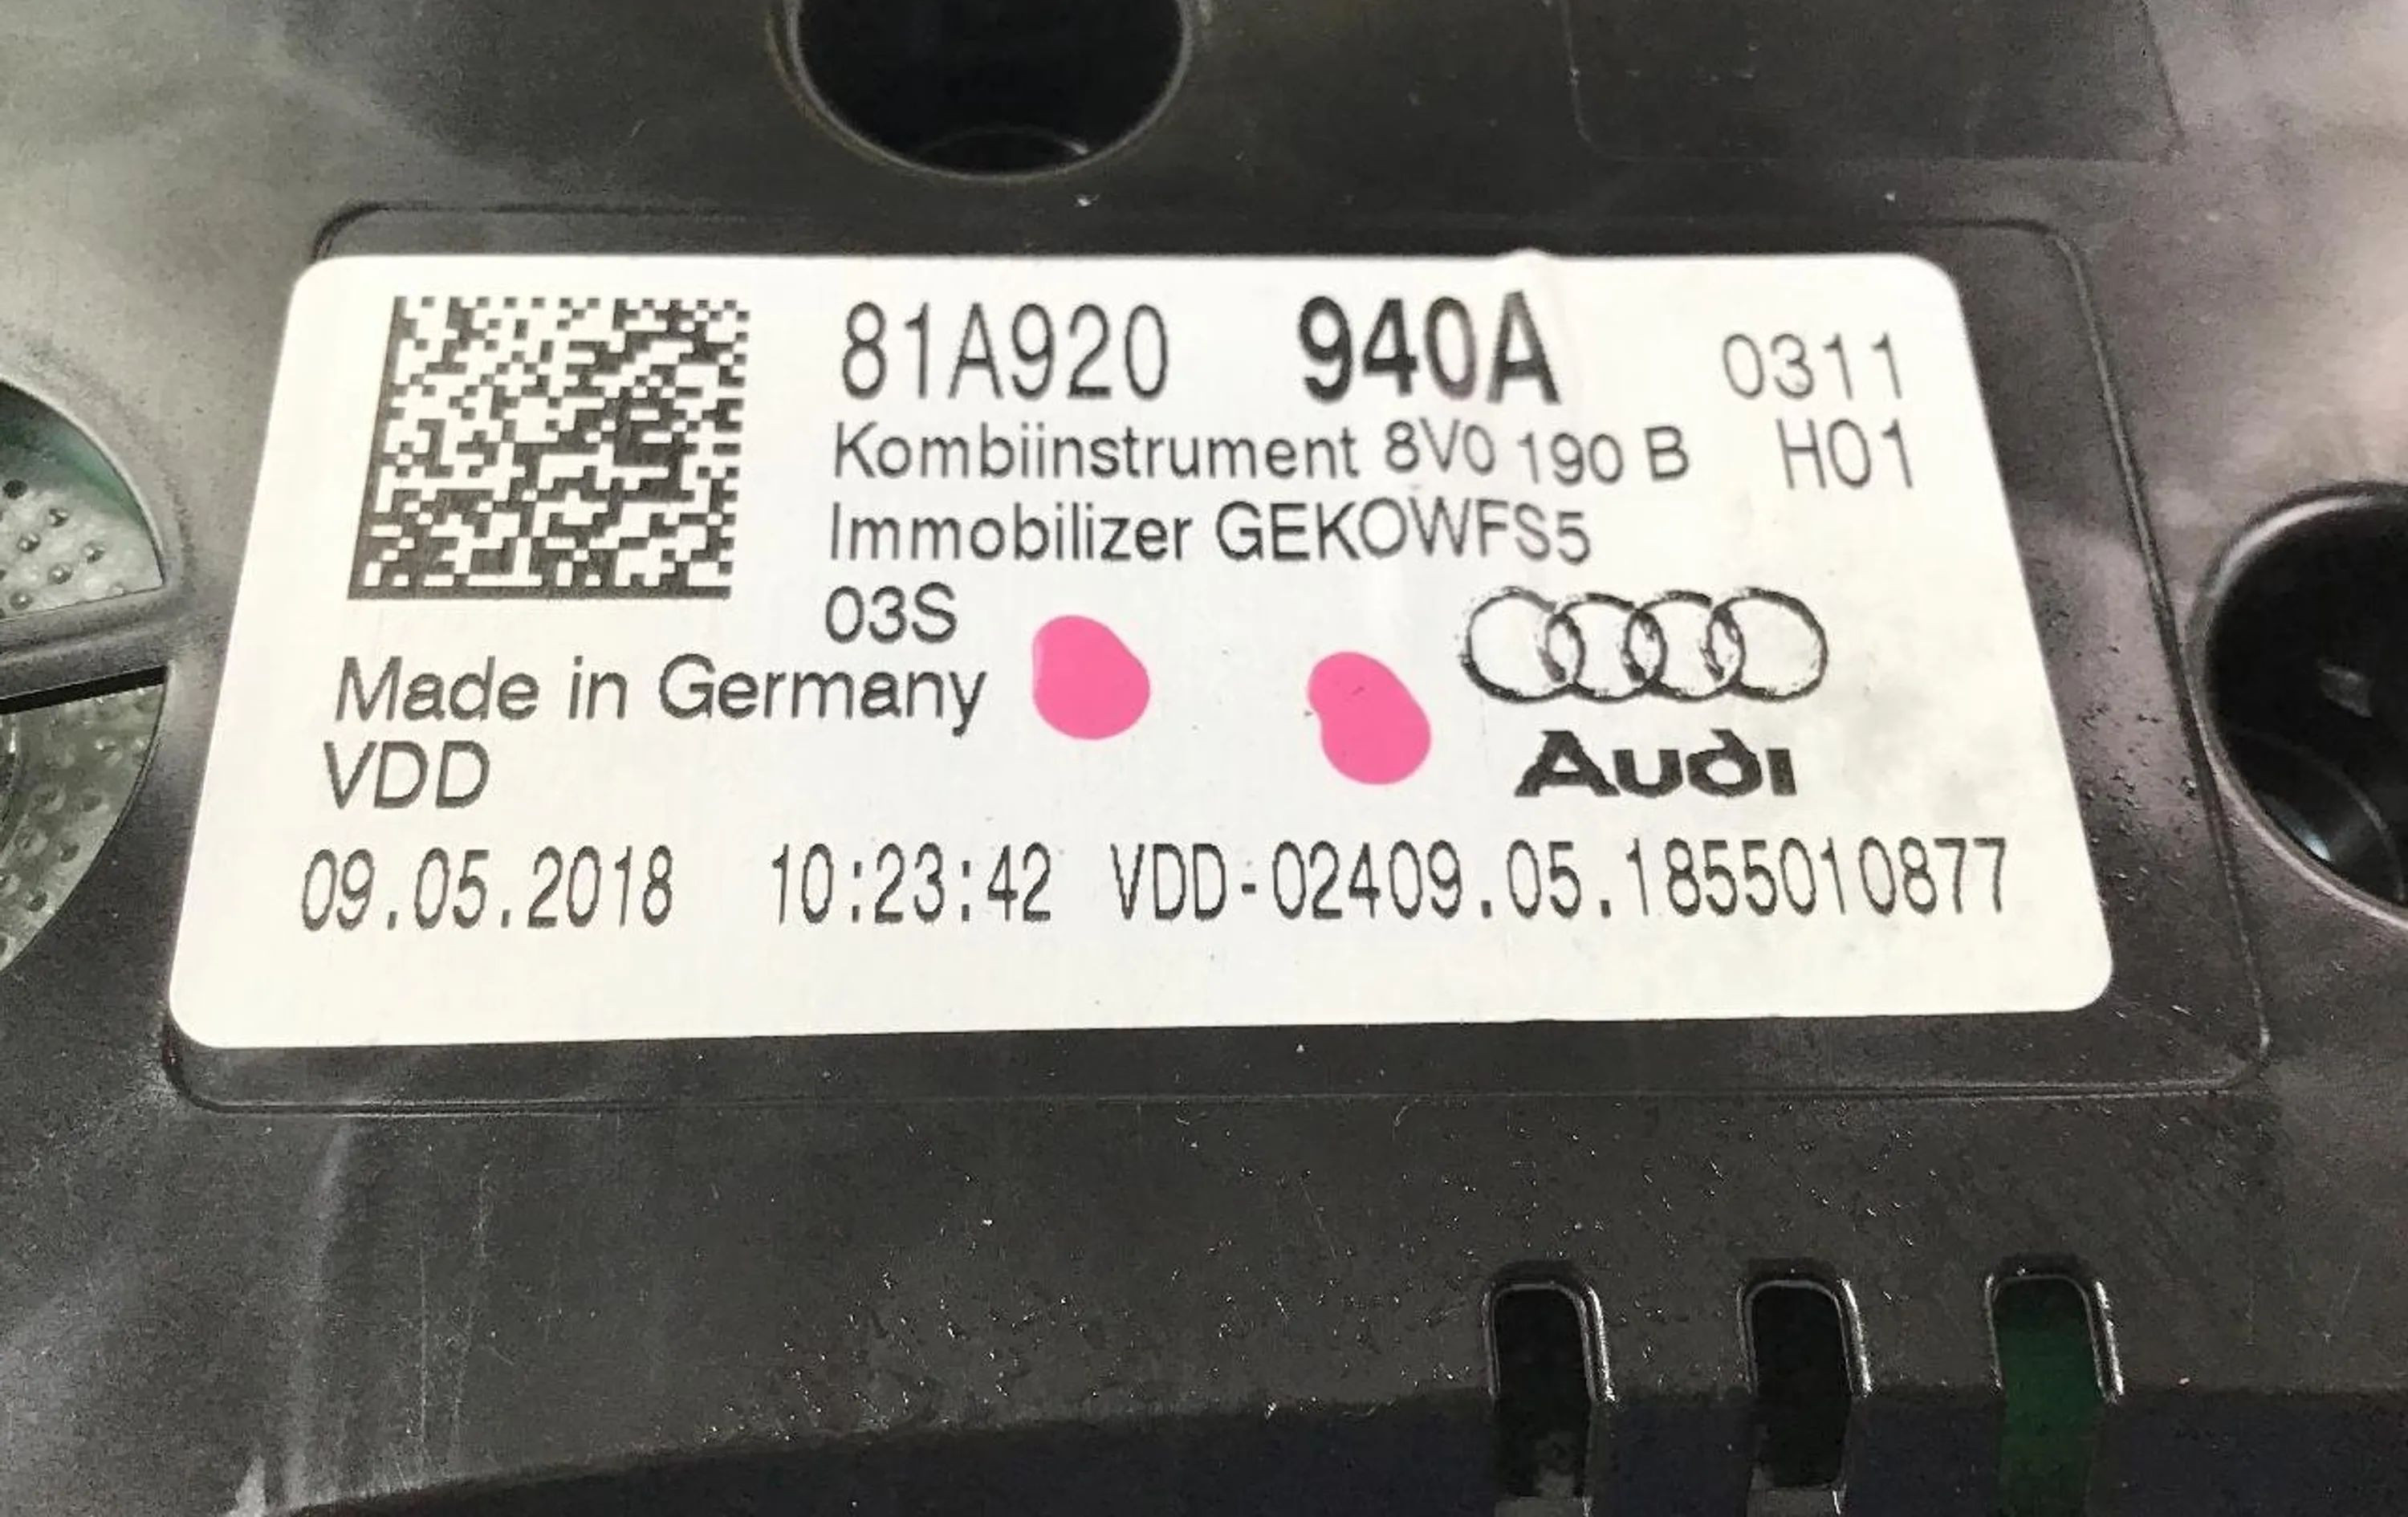 81A920 940A 0311
Kombiinstrument 8V0 190 B H01
Immobilizer GEKOWFS5
03S
Made in Germany
VDD
Audi
09.05.2018 10:23:42 VDD-02409.05.1855010877